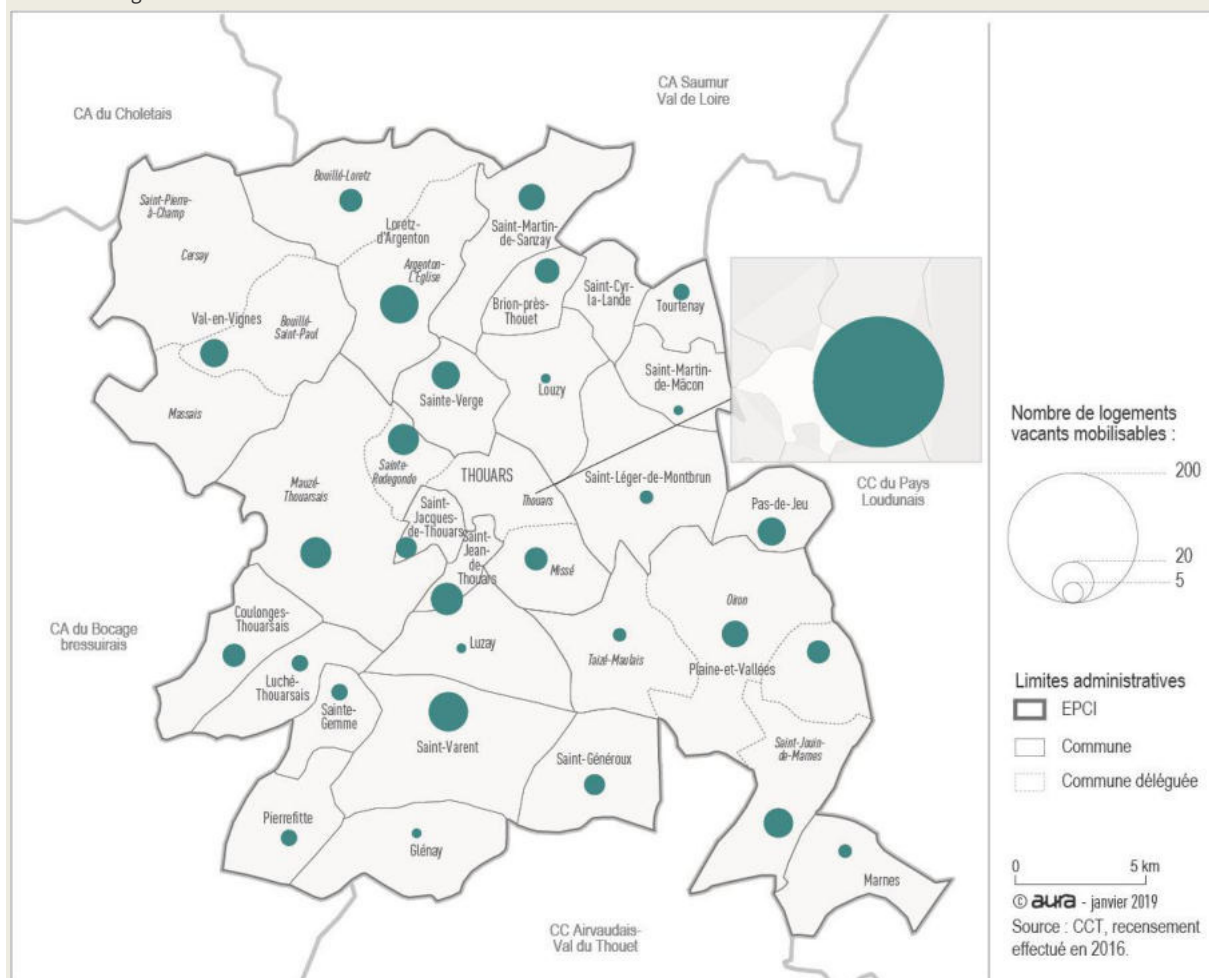 CA du Choletais
CA Saumur
Val de Loire
Bouillé-Loretz
Saint-Pierre-
à-Champ
Cersay
Loretz-
d'Argenton
Saint-Martin-
de-Sanzay
Argenton-
L'Eglise
Saint-Cyr-
la-Lande
Brion-près-
Thouet
Tourtenay
Val-en-Vignes
Bouillé-
Saint-Paul
Saint-Martin-
de-Mâcon
Louzy
Sainte-Verge
Massais
Sainte-
Radegonde
THOUARS
Mauzé-
Thouarsais
Thouars
Saint-Léger-de-Montbrun
CC du Pays
Loudunais
Saint-
Jacques-
de-Thouars
Pas-de-Jeu
Saint-
Jean-
de-
Thouars
Missé
Oiron
Coulonges-
Thouarsais
CA du Bocage
bressuirais
Luzay
Taizé-Maulais
Plaine-et-Vallées
Luché-
Thouarsais
Sainte-
Gemme
Saint-Varent
Saint-Jouin-
de-Marnes
Saint-Généroux
Pierrefitte
Glénay
Marnes
CC Airvaudais-
Val du Thouet
Nombre de logements
vacants mobilisables :
200
20
5
Limites administratives
EPCI
Commune
Commune déléguée
0 5 km
© aura - janvier 2019
Source : CCT, recensement
effectué en 2016.